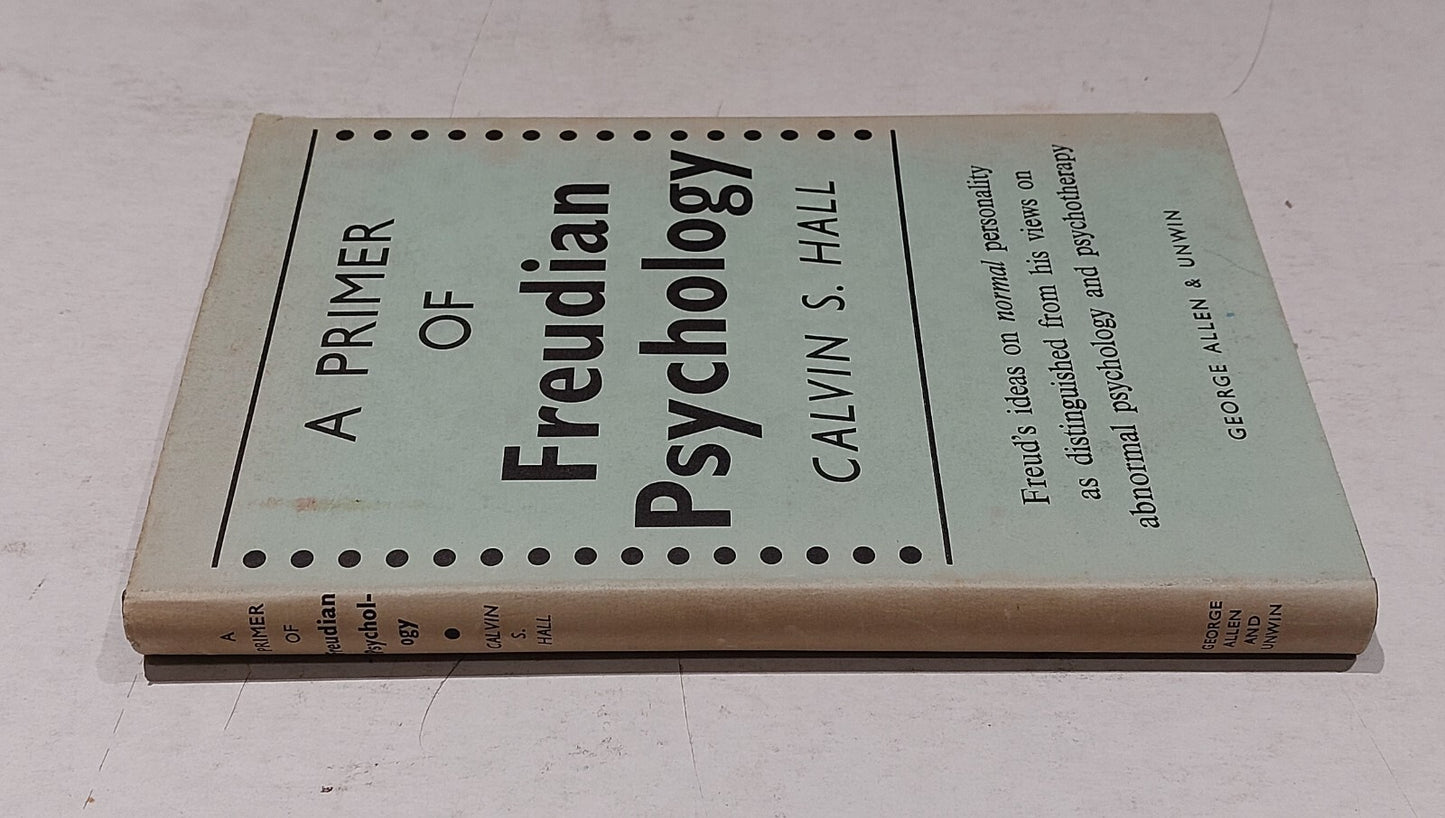 A PRIMER
OF
Freudian
Psychology
CALVIN S. HALL
Freud's ideas on normal personality
as distinguished from his views on
abnormal psychology and psychotherapy
GEORGE ALLEN & UNWIN
A
PRIMER
OF
Freudian
Psychol-
ogy
CALVIN
S.
HALL
GEORGE
ALLEN
AND
UNWIN